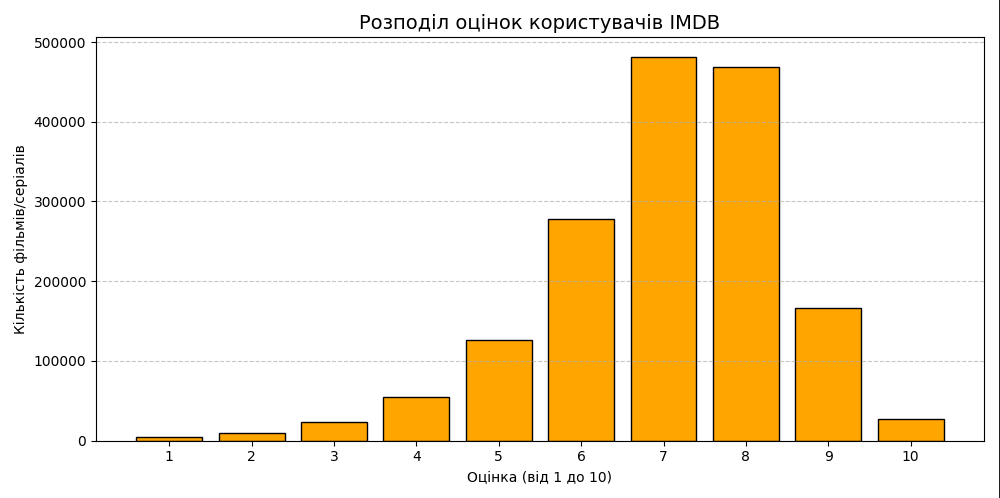 Розподіл оцінок користувачів IMDB
Кількість фільмів/серіалів
500000
400000
300000
200000
100000
0
1 2 3 4 5 6 7 8 9 10
Оцінка (від 1 до 10)